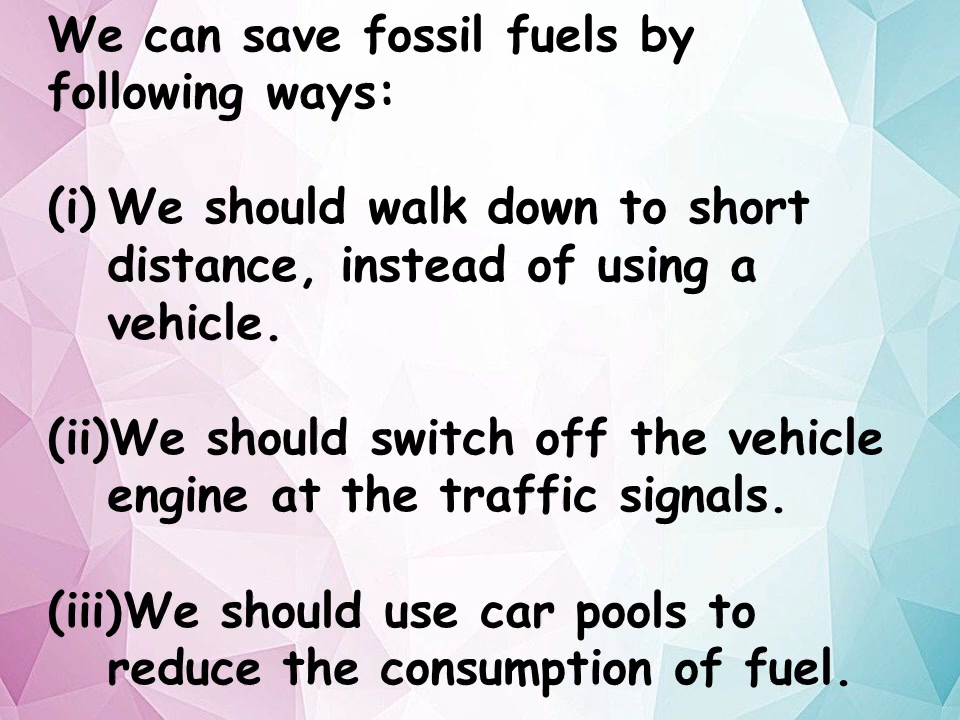 We can save fossil fuels by
following ways:
(i) We should walk down to short
distance, instead of using a
vehicle.
(ii)We should switch off the vehicle
engine at the traffic signals.
(iii)We should use car pools to
reduce the consumption of fuel.